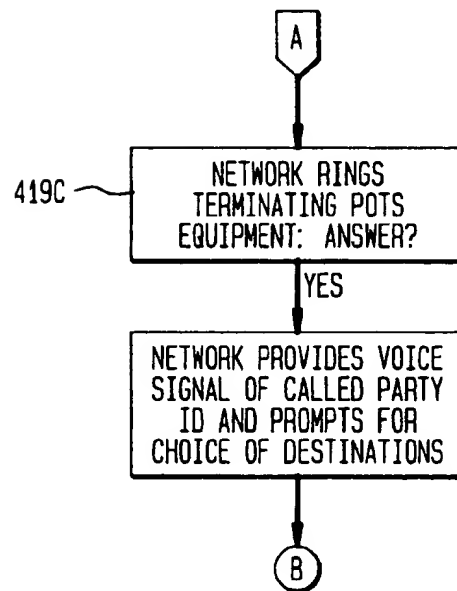 A
419C
NETWORK RINGS
TERMINATING POTS
EQUIPMENT: ANSWER?
YES
NETWORK PROVIDES VOICE
SIGNAL OF CALLED PARTY
ID AND PROMPTS FOR
CHOICE OF DESTINATIONS
B